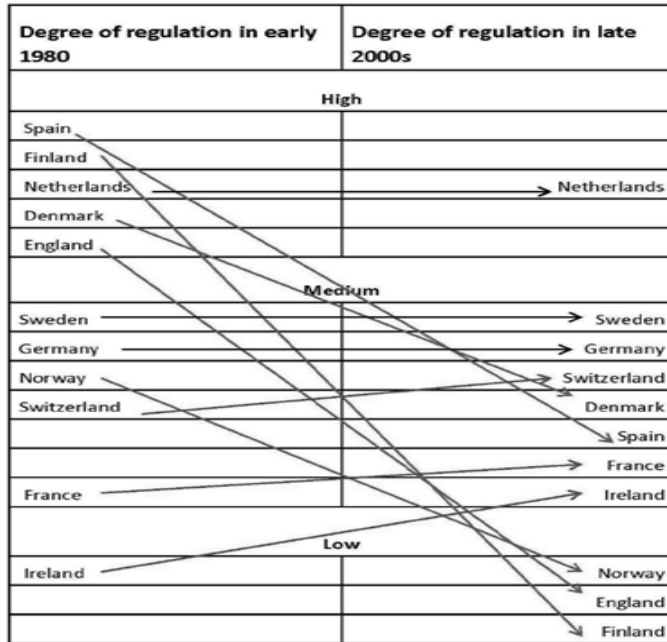 Degree of regulation in early
1980
Degree of regulation in late
2000s
High
Spain
Finland
Netherlands
Netherlands
Denmark
England
Medium
Sweden
Sweden
Germany
Germany
Norway
Switzerland
Switzerland
Denmark
Spain
France
France
Ireland
Low
Ireland
Norway
England
Finland